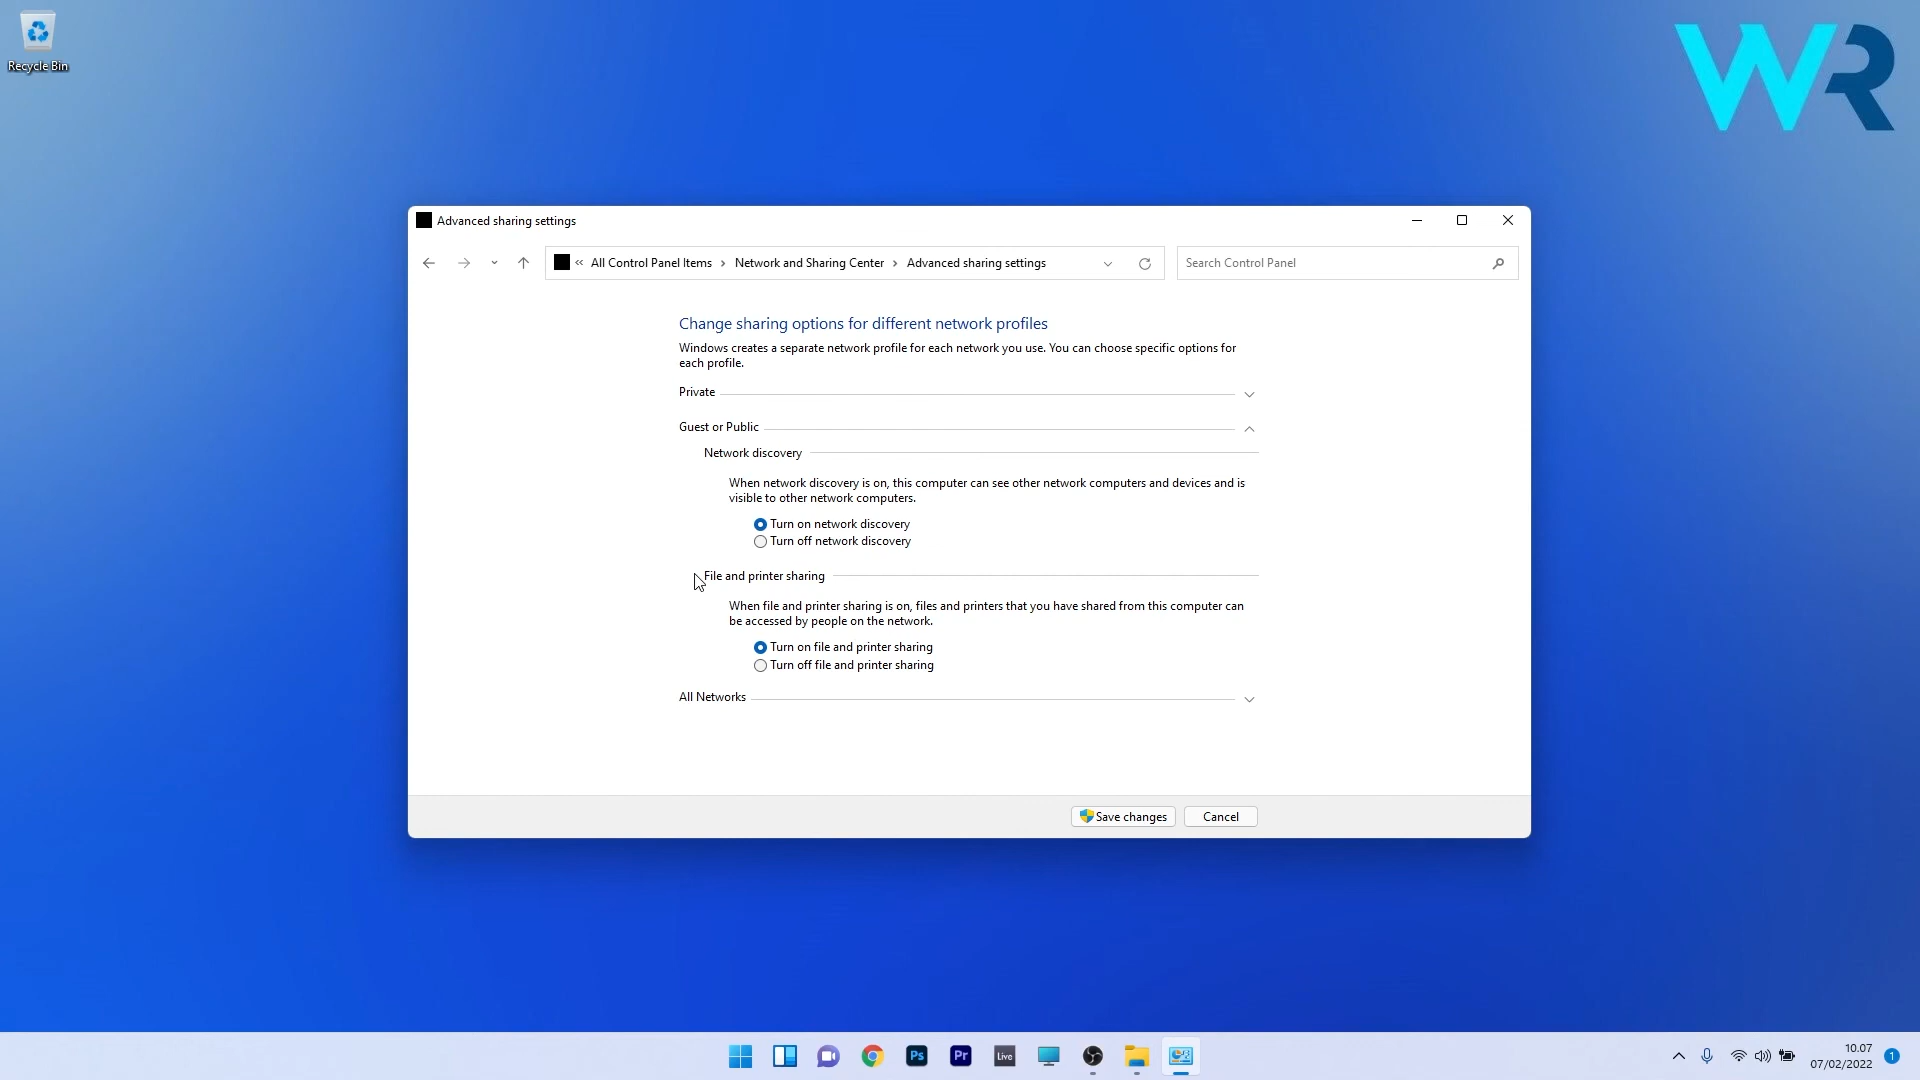 Recycle Bin
WR
Advanced sharing settings
« All Control Panel Items › Network and Sharing Center › Advanced sharing settings
Search Control Panel
Change sharing options for different network profiles
Windows creates a separate network profile for each network you use. You can choose specific options for
each profile.
Private
Guest or Public
Network discovery
When network discovery is on, this computer can see other network computers and devices and is
visible to other network computers.
Turn on network discovery
Turn off network discovery
File and printer sharing
When file and printer sharing is on, files and printers that you have shared from this computer can
be accessed by people on the network.
Turn on file and printer sharing
Turn off file and printer sharing
All Networks
Save changes
Cancel
Ps
Pr
Live
10.07
07/02/2022
1